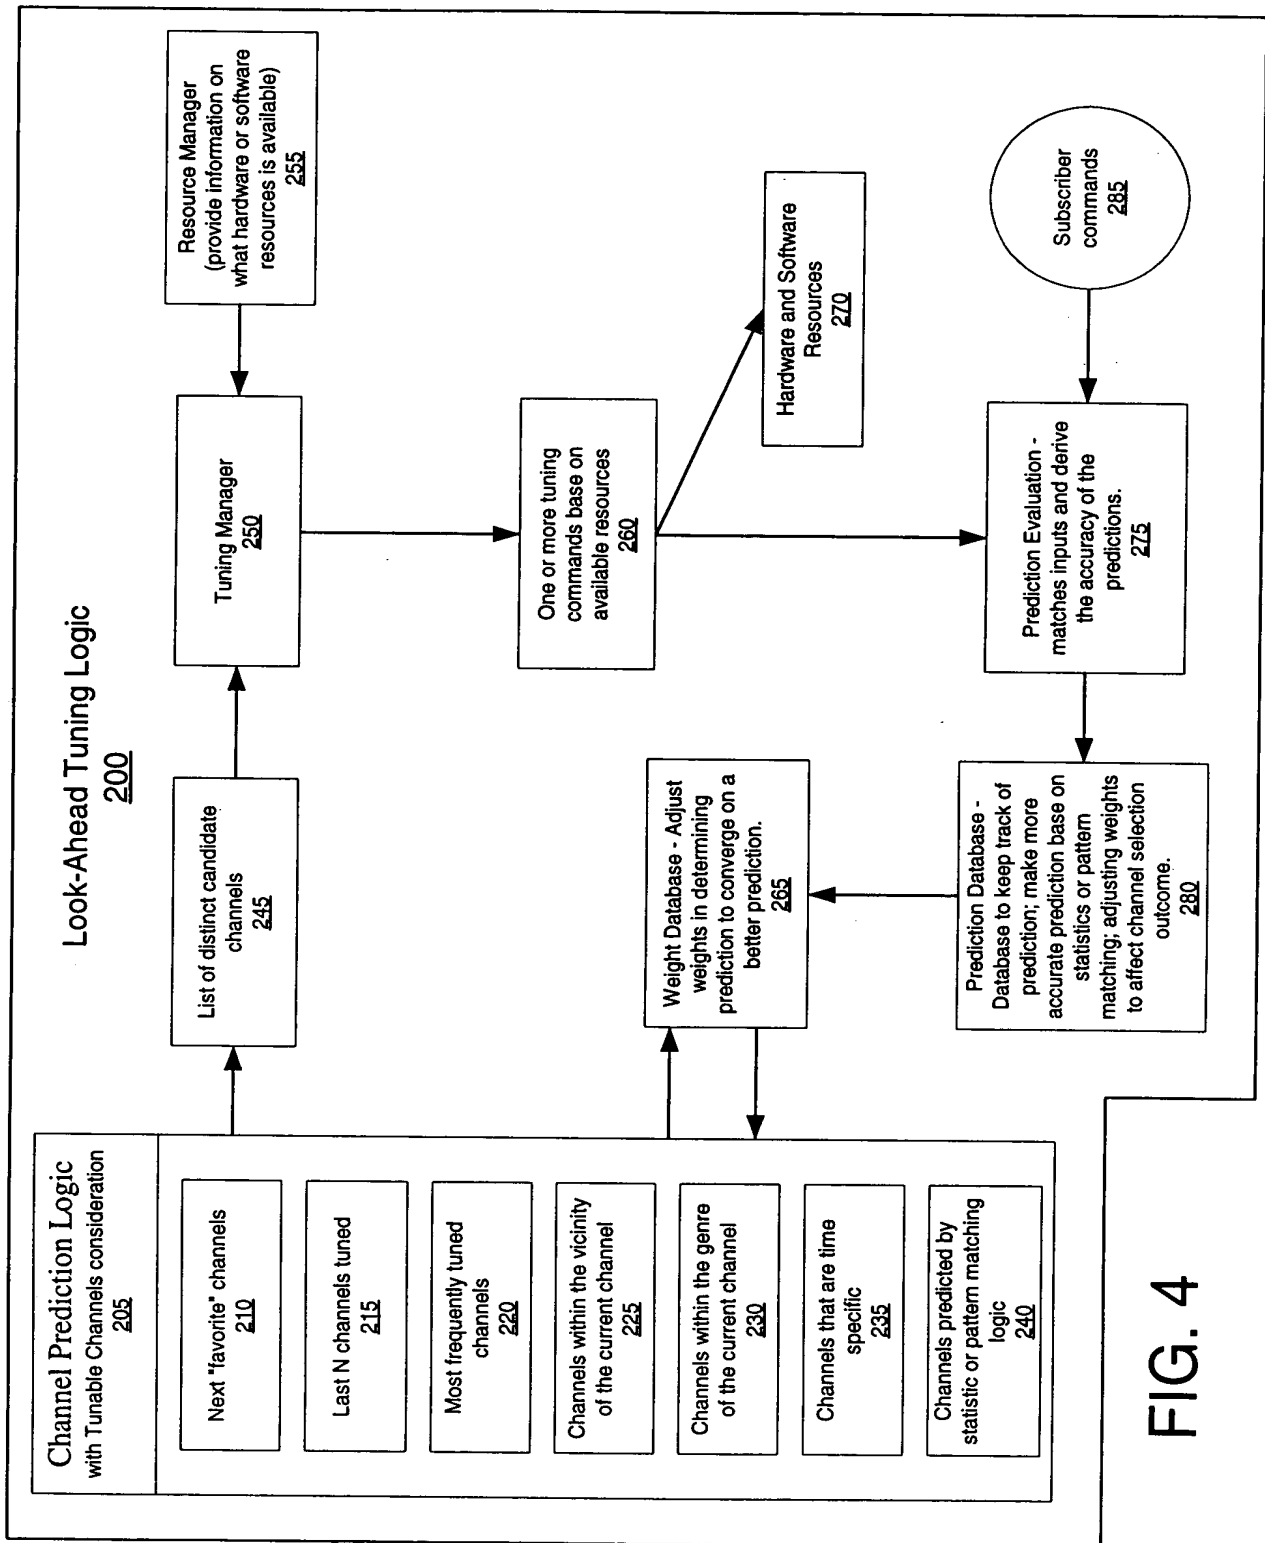 Look-Ahead Tuning Logic
200
Channel Prediction Logic
with Tunable Channels consideration
205
Next "favorite" channels
210
Last N channels tuned
215
Most frequently tuned
channels
220
Channels within the vicinity
of the current channel
225
Channels within the genre
of the current channel
230
Channels that are time
specific
235
Channels predicted by
statistic or pattern matching
logic
240
List of distinct candidate
channels
245
Tuning Manager
250
Resource Manager
(provide information on
what hardware or software
resources is available)
255
One or more tuning
commands base on
available resources
260
Weight Database - Adjust
weights in determining
prediction to converge on a
better prediction.
265
Hardware and Software
Resources
270
Prediction Evaluation -
matches inputs and derive
the accuracy of the
predictions.
275
Prediction Database -
Database to keep track of
prediction; make more
accurate prediction base on
statistics or pattern
matching; adjusting weights
to affect channel selection
outcome.
280
Subscriber
commands
285
FIG. 4